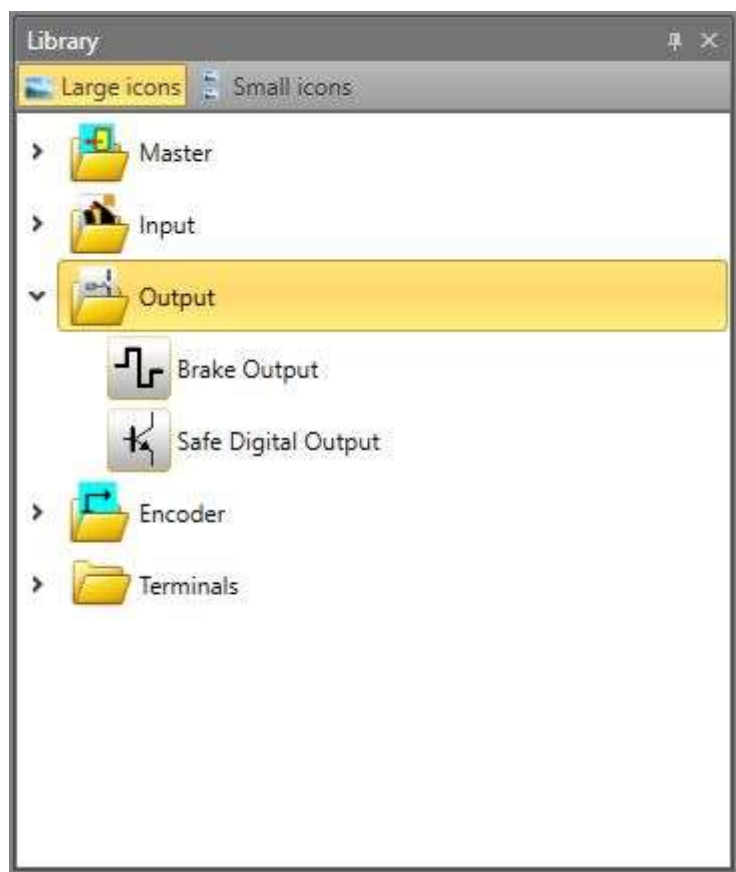 Library
Large icons Small icons
Master
Input
Output
Brake Output
Safe Digital Output
Encoder
Terminals